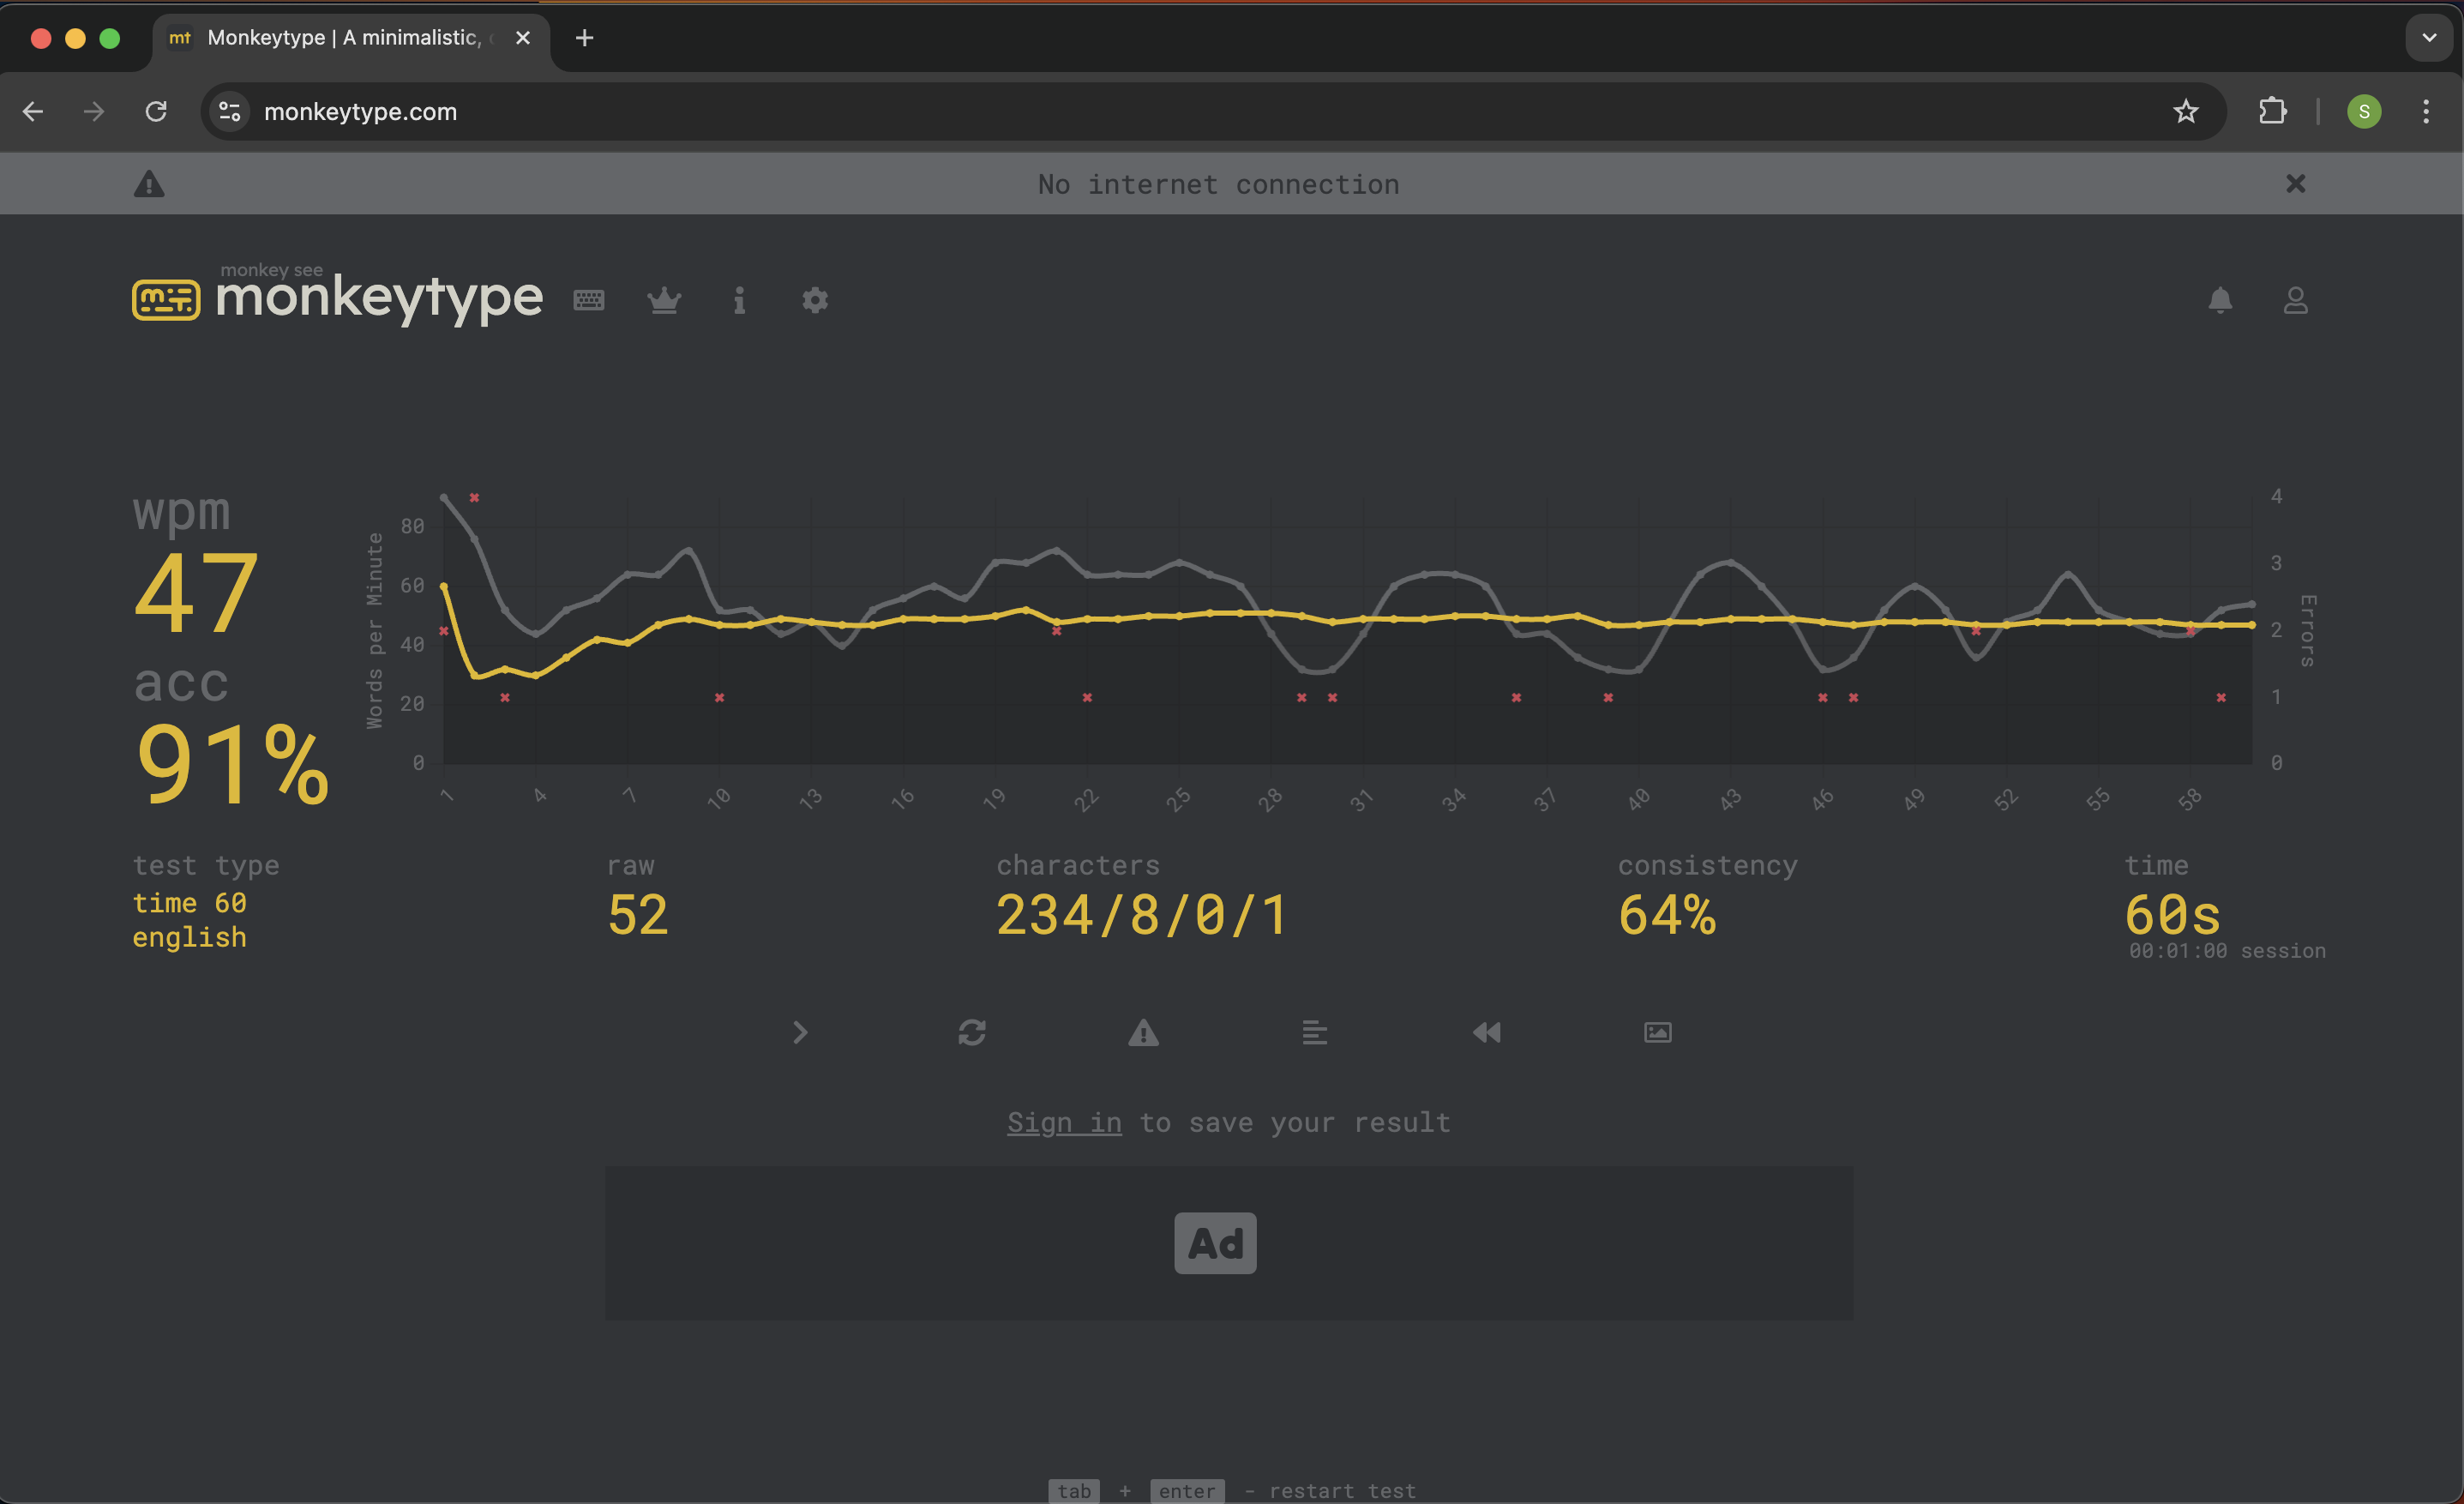 mt Monkeytype | A minimalistic,
monkeytype.com
S
No internet connection
monkey see
monkeytype
wpm
47
acc
91%
Words per Minute
80
60
40
20
0
4
3
2
1
0
Errors
1 4 7 10 13 16 19 22 25 28 31 34 37 40 43 46 49 52 55 58
test type
time 60
english
raw
52
characters
234/8/0/1
consistency
64%
time
60s
00:01:00 session
Sign in to save your result
Ad
tab + enter - restart test